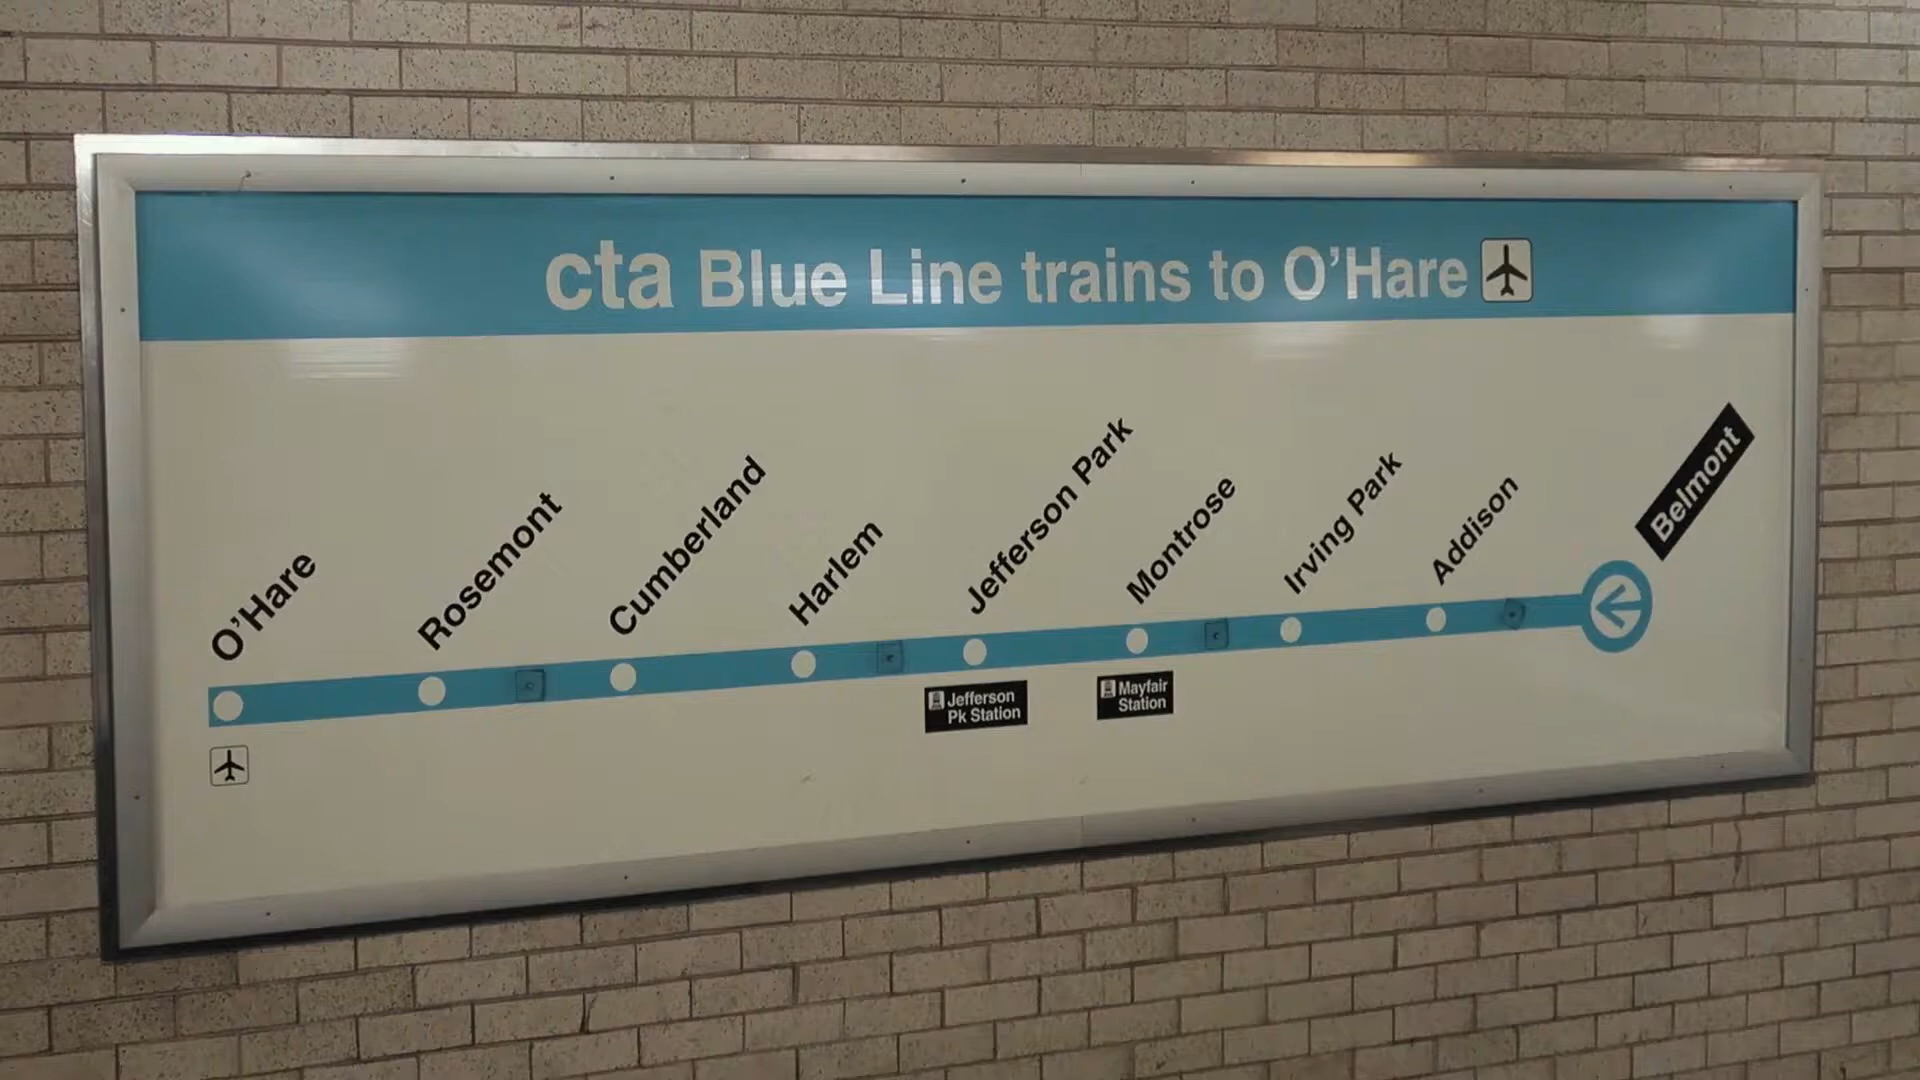 cta Blue Line trains to O'Hare
O'Hare
Rosemont
Cumberland
Harlem
Jefferson Park
Montrose
Irving Park
Addison
Belmont
Jefferson
Pk Station
Mayfair
Station